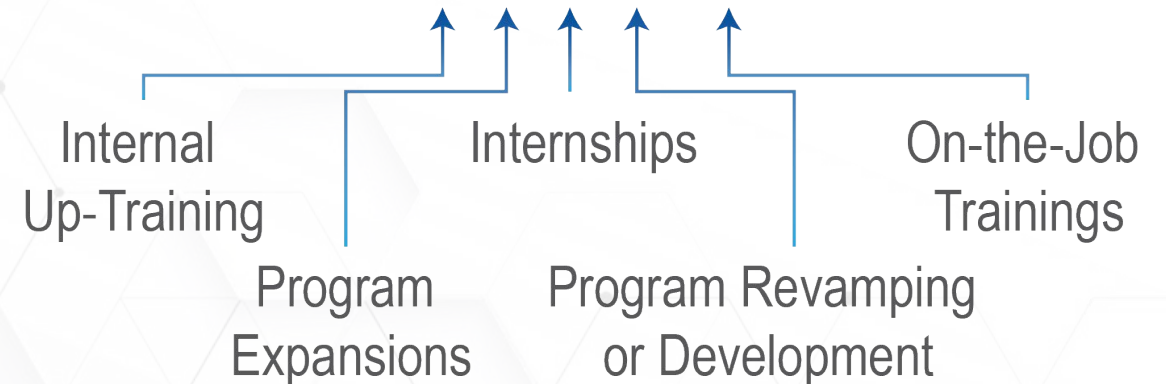 Internal
Up-Training
Internships
On-the-Job
Trainings
Program
Expansions
Program Revamping
or Development